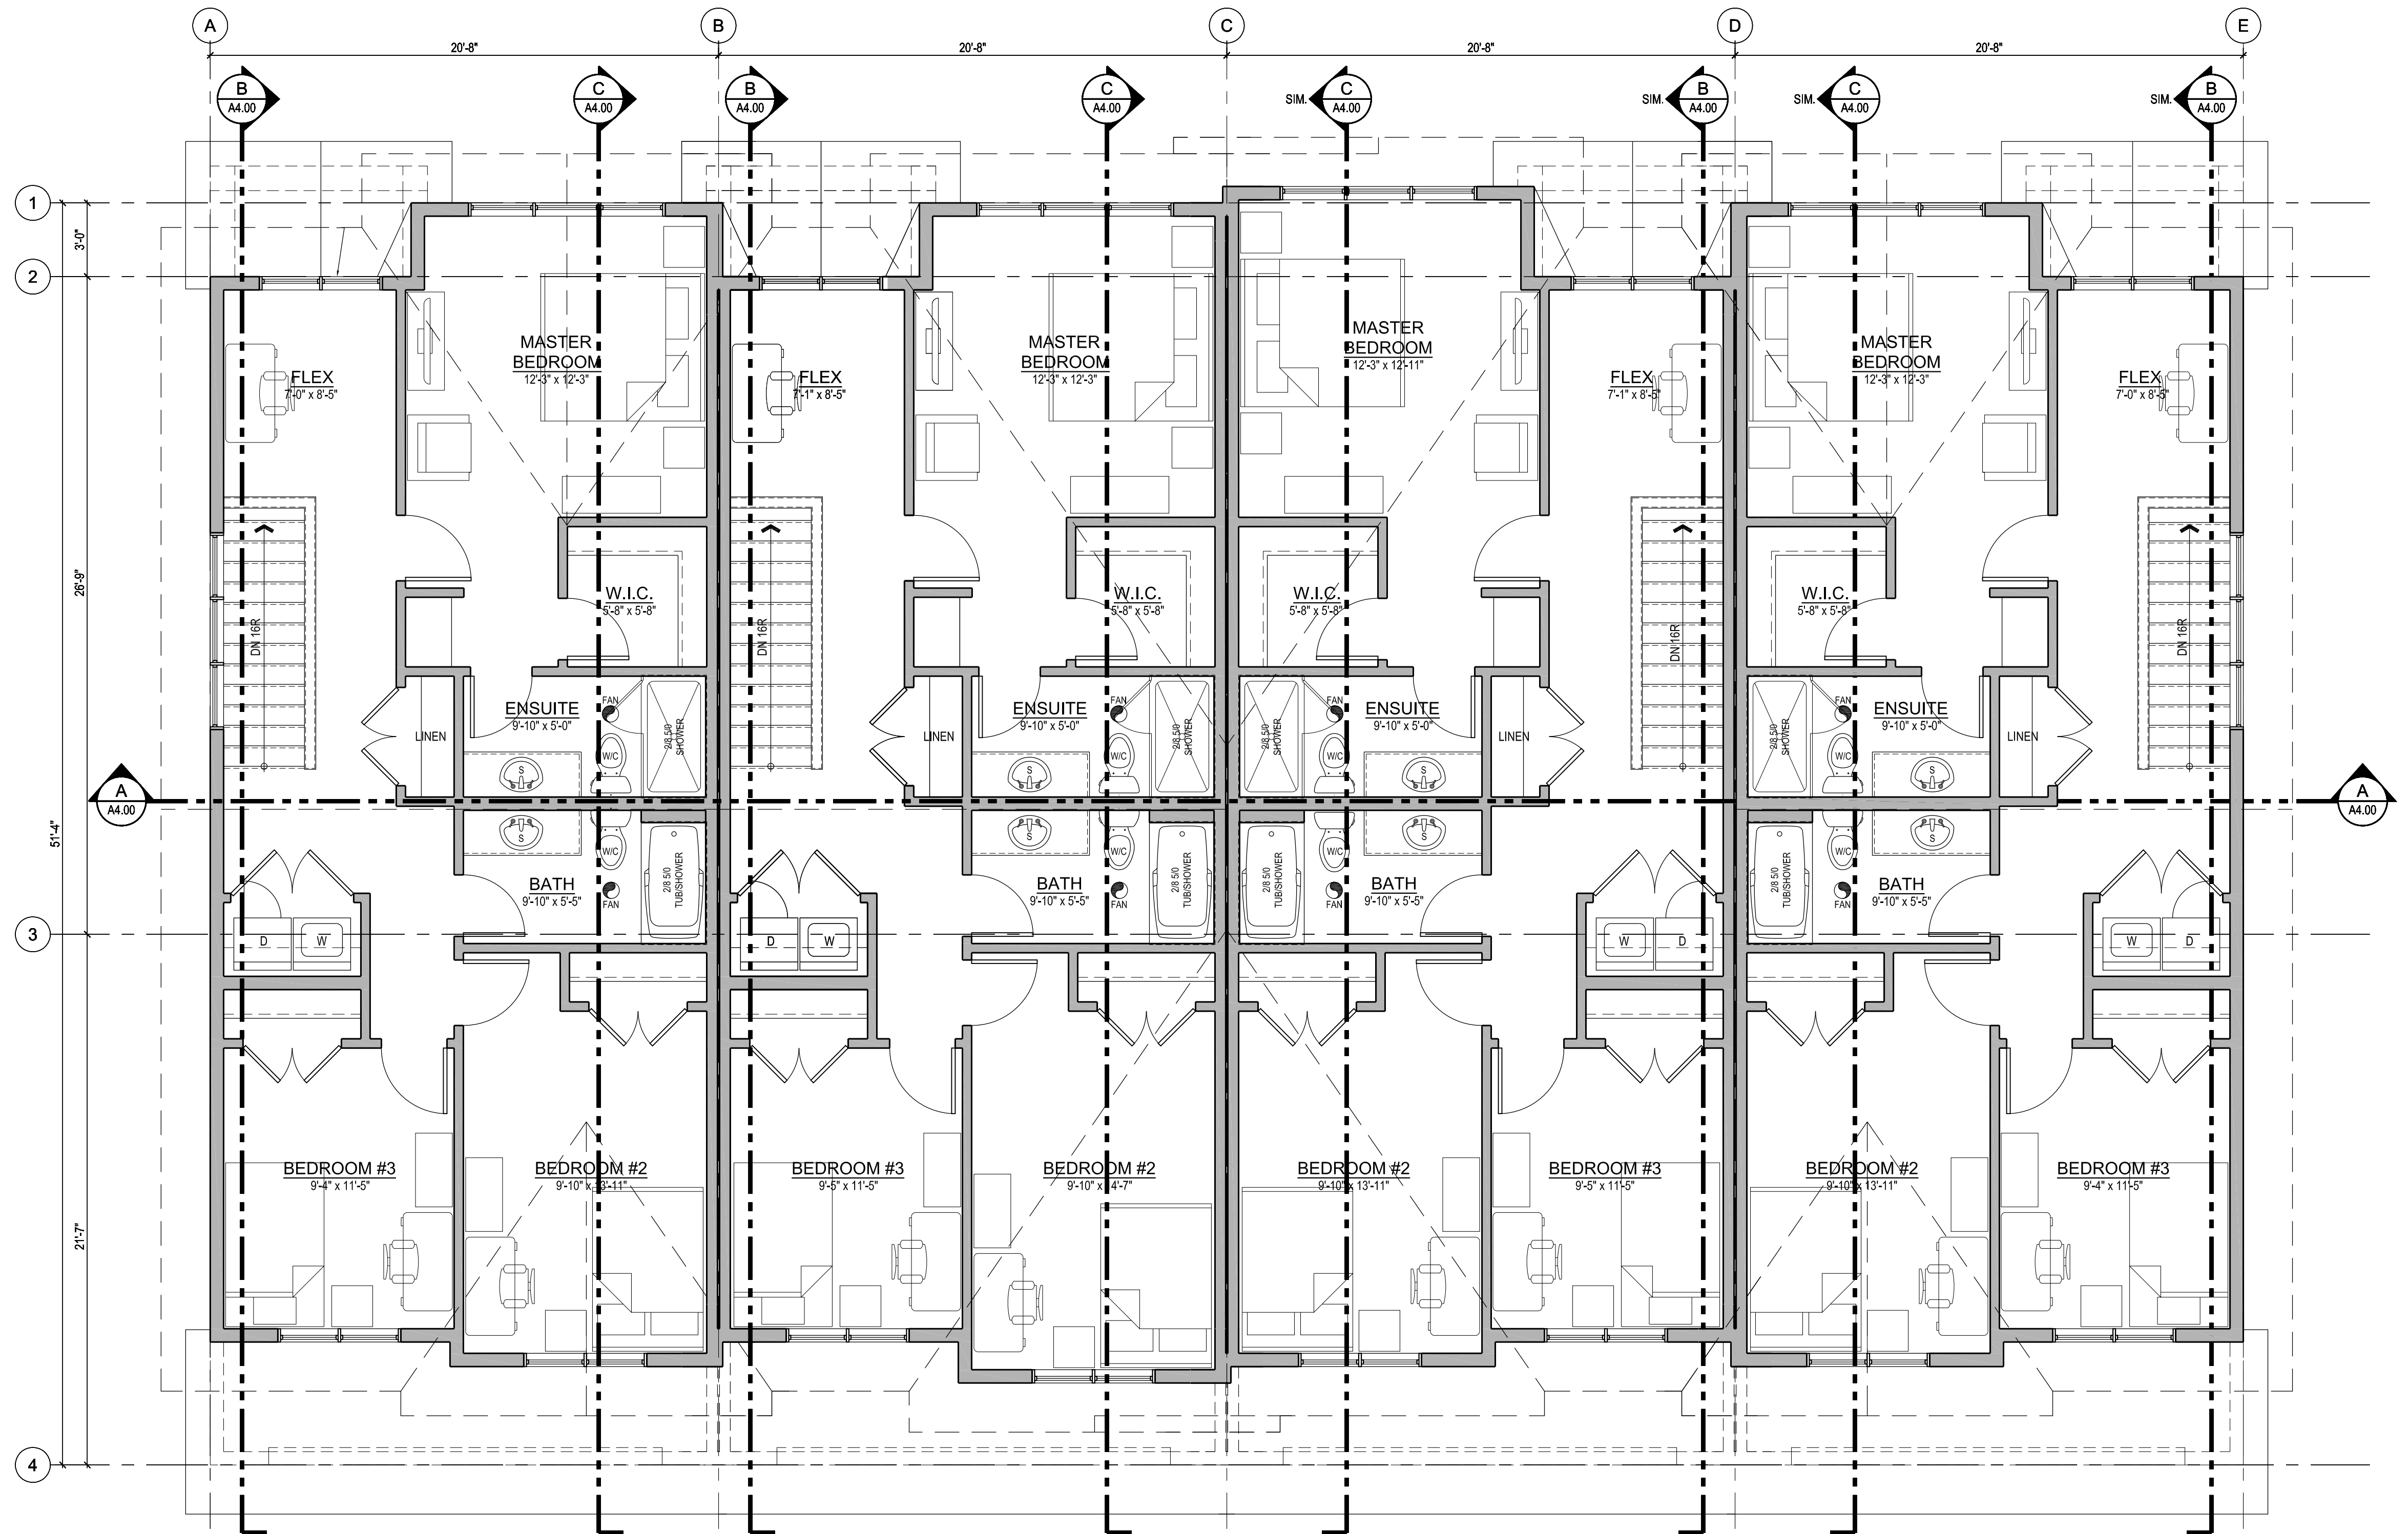 A B C D E
20'-8" 20'-8" 20'-8" 20'-8"
B A4.00
C A4.00
B A4.00
C A4.00
SIM. C A4.00
SIM. B A4.00
SIM. C A4.00
SIM. B A4.00
1
3'-0"
2
26'-9"
51'-4"
3
21'-7"
4
A A4.00
A A4.00
FLEX
7'-0" x 8'-5"
MASTER
BEDROOM
12'-3" x 12'-3"
DN 16R
W.I.C.
5'-8" x 5'-8"
ENSUITE
9'-10" x 5'-0"
FAN
W/C
2/8 5/0
SHOWER
LINEN
S
S
W/C
BATH
9'-10" x 5'-5"
FAN
2/8 5/0
TUB/SHOWER
D W
BEDROOM #3
9'-4" x 11'-5"
BEDROOM #2
9'-10" x 13'-11"
FLEX
7'-1" x 8'-5"
MASTER
BEDROOM
12'-3" x 12'-3"
DN 16R
W.I.C.
5'-8" x 5'-8"
ENSUITE
9'-10" x 5'-0"
FAN
W/C
2/8 5/0
SHOWER
LINEN
S
S
W/C
BATH
9'-10" x 5'-5"
FAN
2/8 5/0
TUB/SHOWER
D W
BEDROOM #3
9'-5" x 11'-5"
BEDROOM #2
9'-10" x 14'-7"
MASTER
BEDROOM
12'-3" x 12'-11"
FLEX
7'-1" x 8'-5"
W.I.C.
5'-8" x 5'-8"
DN 16R
2/8 5/0
SHOWER
FAN
W/C
ENSUITE
9'-10" x 5'-0"
S
LINEN
S
W/C
2/8 5/0
TUB/SHOWER
FAN
BATH
9'-10" x 5'-5"
W D
BEDROOM #2
9'-10" x 13'-11"
BEDROOM #3
9'-5" x 11'-5"
MASTER
BEDROOM
12'-3" x 12'-3"
FLEX
7'-0" x 8'-5"
W.I.C.
5'-8" x 5'-8"
DN 16R
2/8 5/0
SHOWER
FAN
W/C
ENSUITE
9'-10" x 5'-0"
S
LINEN
S
W/C
2/8 5/0
TUB/SHOWER
FAN
BATH
9'-10" x 5'-5"
W D
BEDROOM #2
9'-10" x 13'-11"
BEDROOM #3
9'-4" x 11'-5"